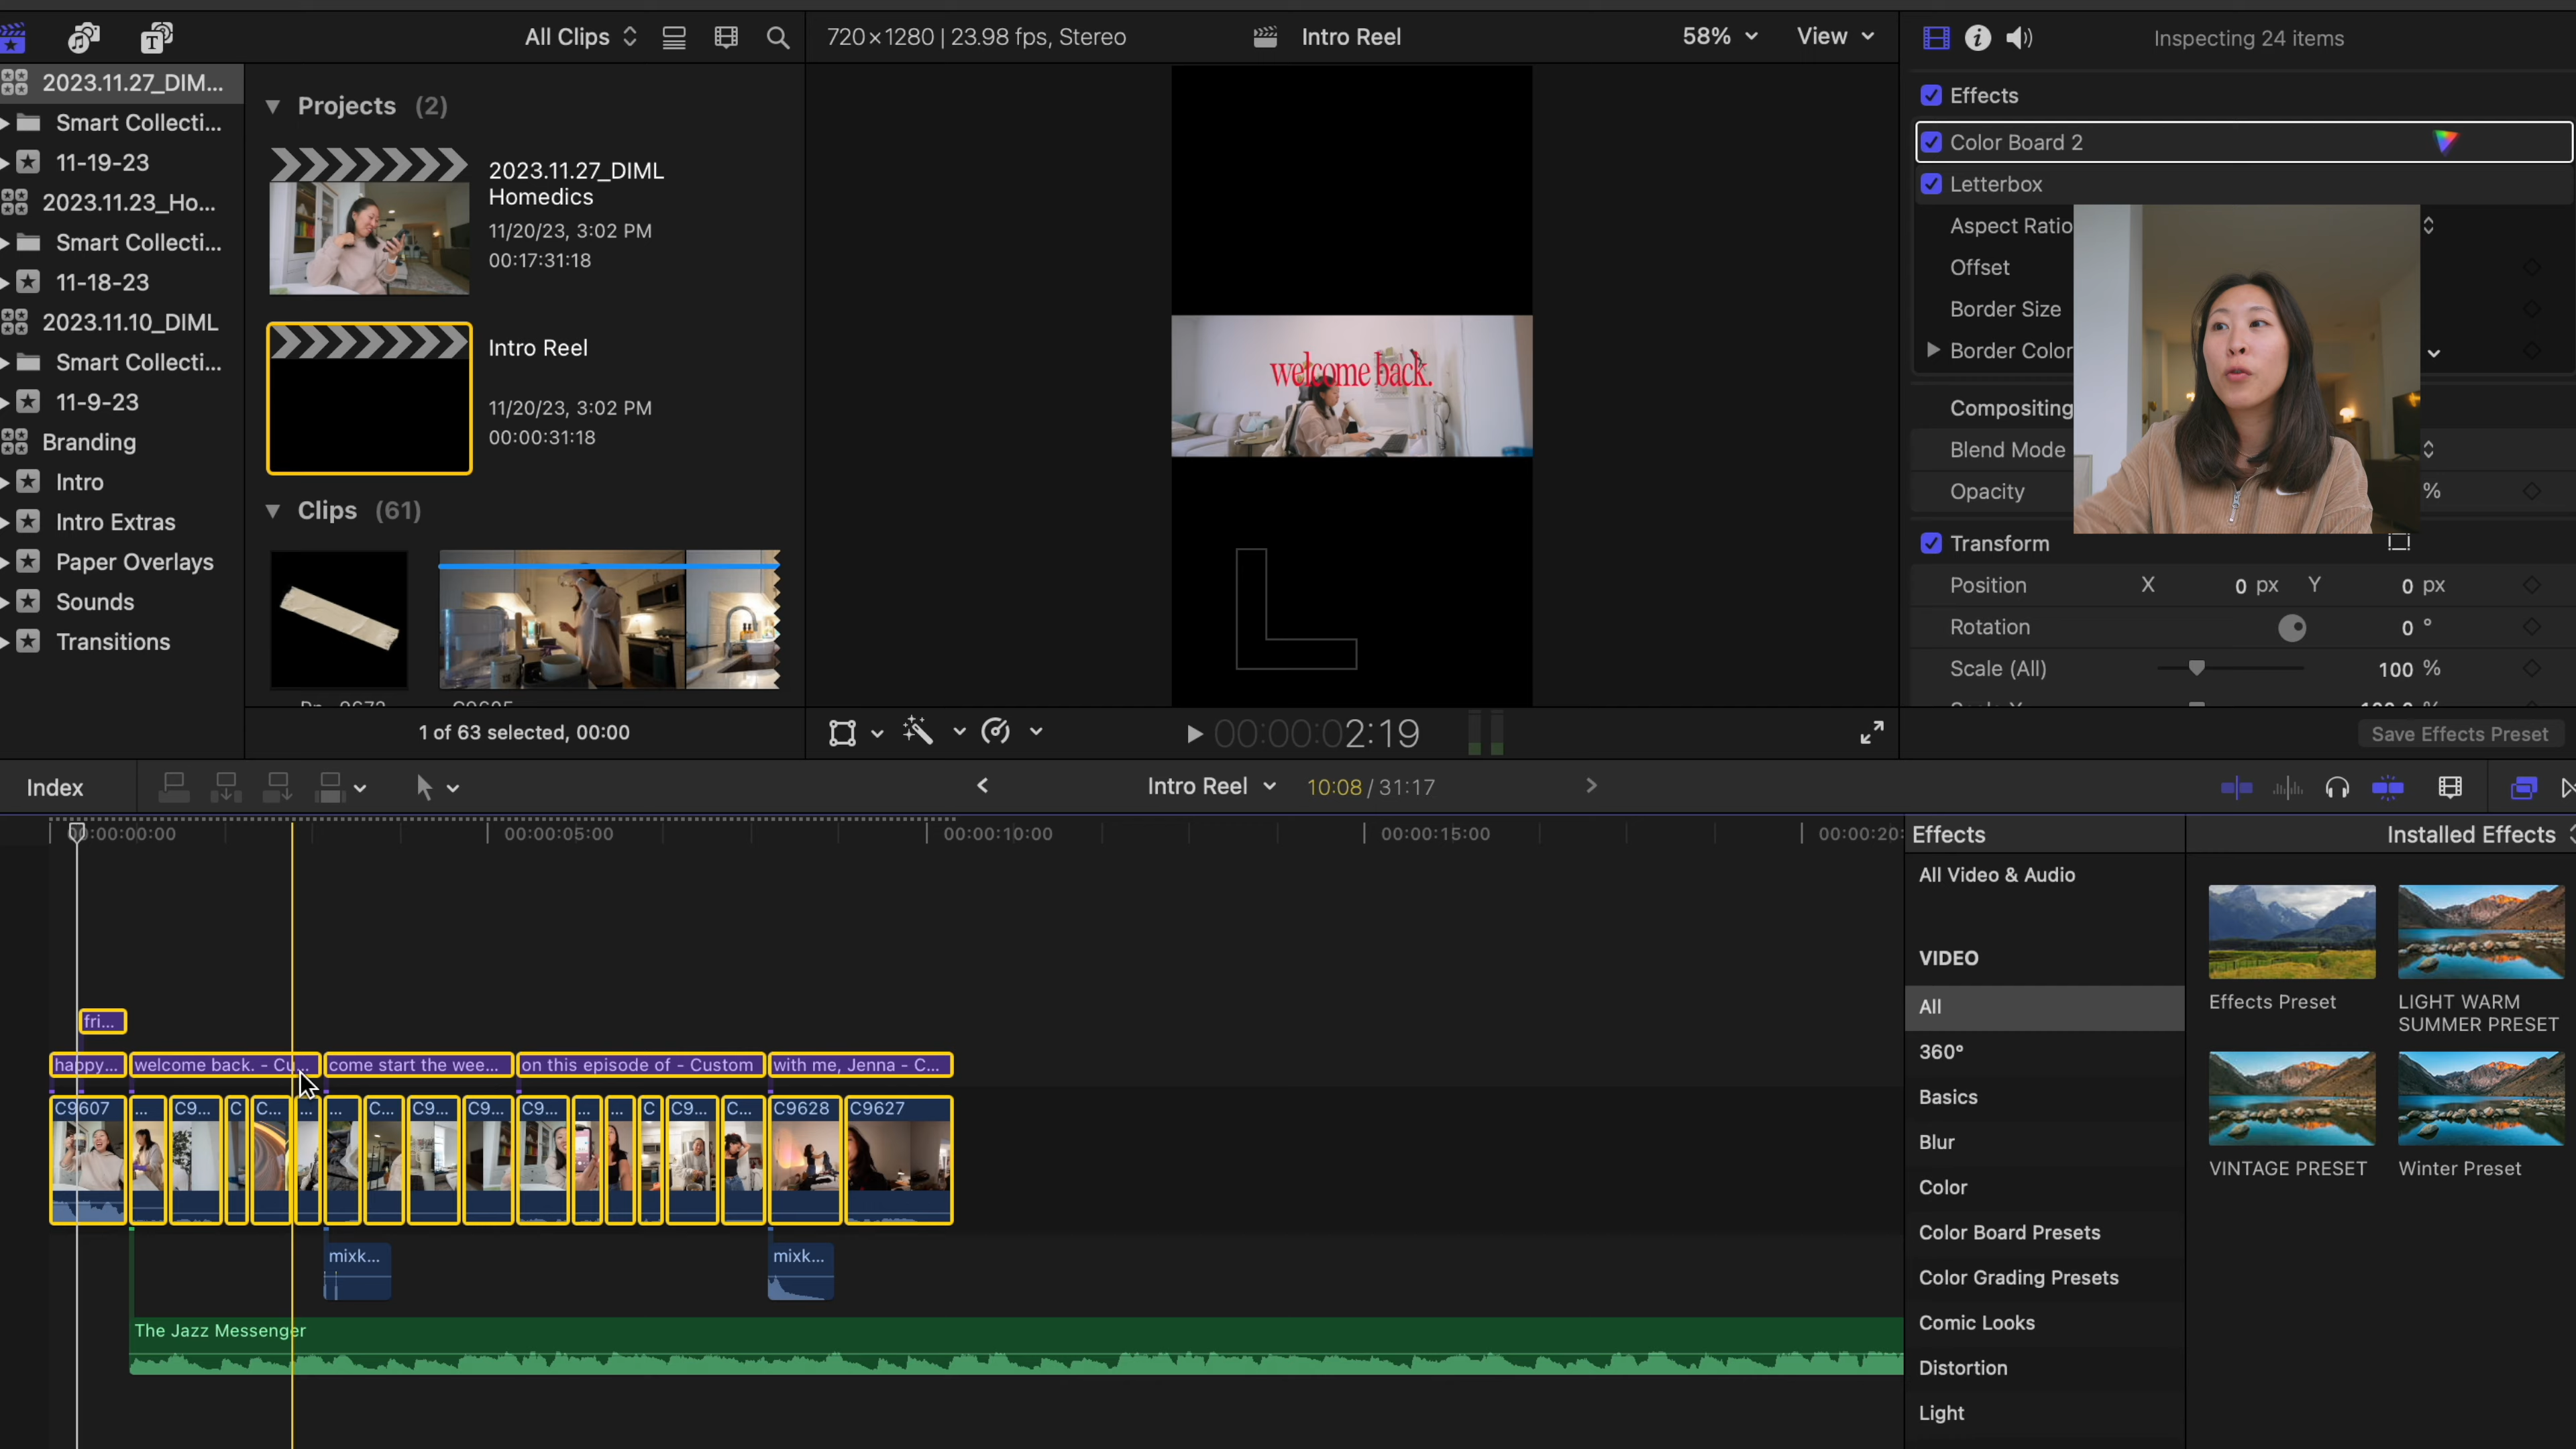 All Clips
720×1280 | 23.98 fps, Stereo
Intro Reel
58%
View
Inspecting 24 items
2023.11.27_DIM...
Smart Collecti...
11-19-23
2023.11.23_Ho...
Smart Collecti...
11-18-23
2023.11.10_DIML
Smart Collecti...
11-9-23
Branding
Intro
Intro Extras
Paper Overlays
Sounds
Transitions
Projects (2)
2023.11.27_DIML
Homedics
11/20/23, 3:02 PM
00:17:31:18
Intro Reel
11/20/23, 3:02 PM
00:00:31:18
Clips (61)
1 of 63 selected, 00:00
welcome back.
00:00:02:19
Effects
Color Board 2
Letterbox
Aspect Ratio
Offset
Border Size
Border Color
Compositing
Blend Mode
Opacity %
Transform
Position X 0 px Y 0 px
Rotation 0 °
Scale (All) 100 %
Save Effects Preset
Index
Intro Reel
10:08 / 31:17
00:00:00:00
00:00:05:00
00:00:10:00
00:00:15:00
00:00:20:
fri...
happy...
welcome back. - Cu...
come start the wee...
on this episode of - Custom
with me, Jenna - C...
C9607
...
C9...
C
C...
...
...
C...
C9...
C9...
C9...
...
...
C
C9...
C...
C9628
C9627
mixk...
mixk...
The Jazz Messenger
Effects
Installed Effects
All Video & Audio
VIDEO
All
360°
Basics
Blur
Color
Color Board Presets
Color Grading Presets
Comic Looks
Distortion
Light
Effects Preset
LIGHT WARM
SUMMER PRESET
VINTAGE PRESET
Winter Preset